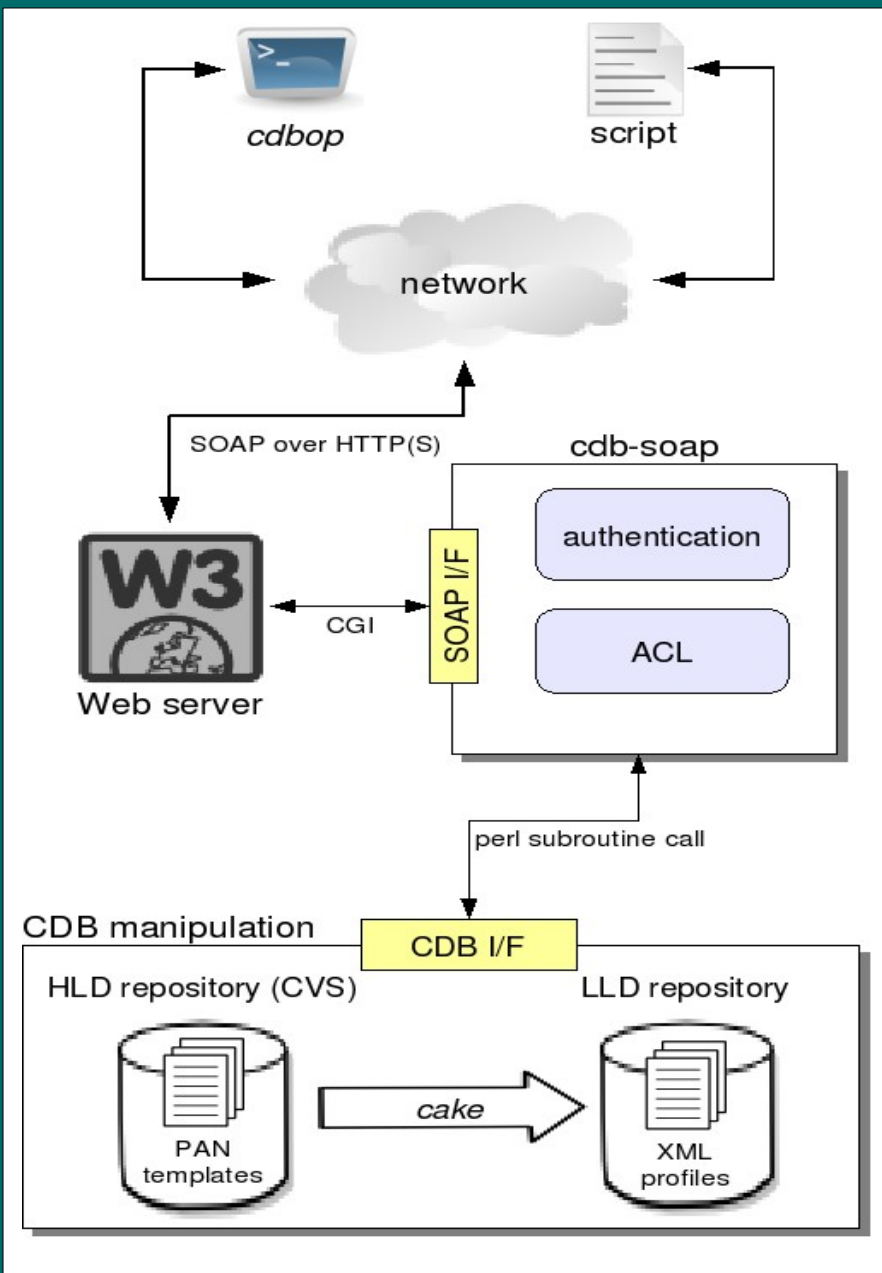 >_
cdbop
script
network
SOAP over HTTP(S)
cdb-soap
authentication
SOAP I/F
W3
CGI
ACL
Web server
perl subroutine call
CDB manipulation
CDB I/F
HLD repository (CVS)
LLD repository
cake
PAN
templates
XML
profiles